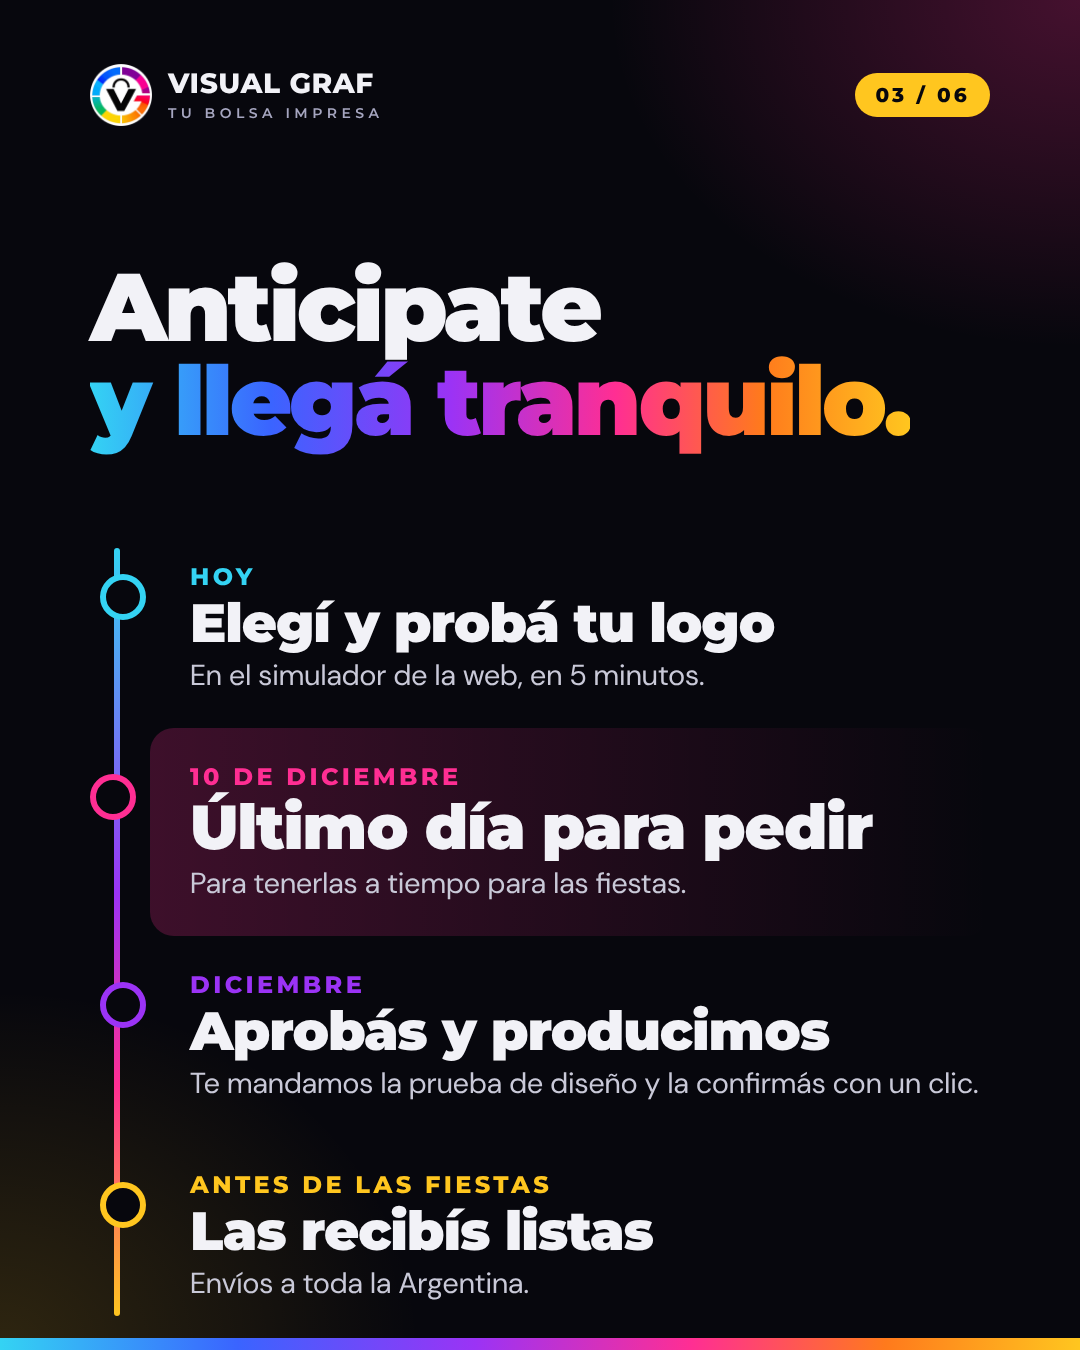 VISUAL GRAF
TU BOLSA IMPRESA
03 / 06
Anticipate
y llegá tranquilo.
HOY
Elegí y probá tu logo
En el simulador de la web, en 5 minutos.
10 DE DICIEMBRE
Último día para pedir
Para tenerlas a tiempo para las fiestas.
DICIEMBRE
Aprobás y producimos
Te mandamos la prueba de diseño y la confirmás con un clic.
ANTES DE LAS FIESTAS
Las recibís listas
Envíos a toda la Argentina.